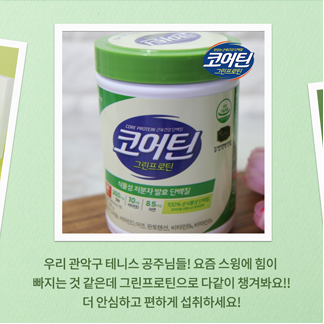 코어틴
그린프로틴
CORE PROTEIN
코어틴
그린프로틴
식물성 저분자 발효 단백질
우리 관악구 테니스 공주님들! 요즘 스윙에 힘이
빠지는 것 같은데 그린프로틴으로 다같이 챙겨봐요!!
더 안심하고 편하게 섭취하세요!